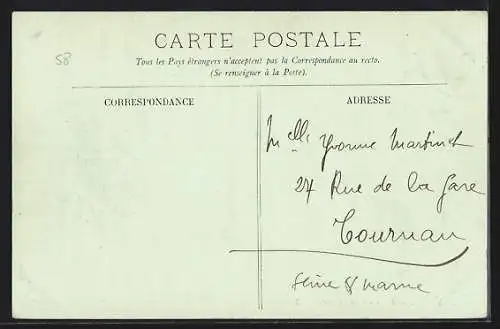 CARTE POSTALE
58
Tous les Pays étrangers n'acceptent pas la Correspondance au recto.
(Se renseigner à la Poste).
CORRESPONDANCE
ADRESSE
Melle Yvonne Martinet
27 Rue de la Gare
Tournan
Seine & Marne